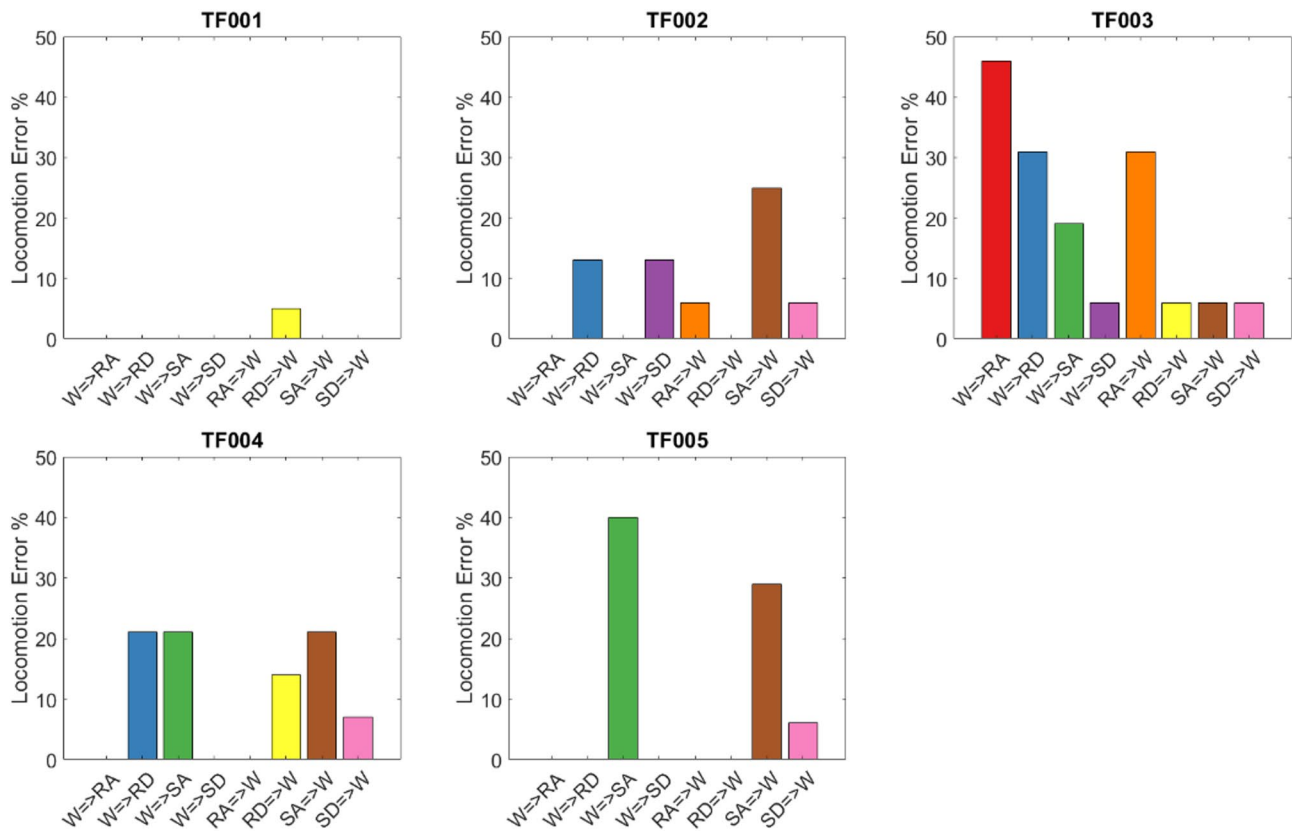 TF001
50
40
30
20
10
0
Locomotion Error %
W=>RA
W=>RD
W=>SA
W=>SD
RA=>W
RD=>W
SA=>W
SD=>W
TF002
50
40
30
20
10
0
Locomotion Error %
W=>RA
W=>RD
W=>SA
W=>SD
RA=>W
RD=>W
SA=>W
SD=>W
TF003
50
40
30
20
10
0
Locomotion Error %
W=>RA
W=>RD
W=>SA
W=>SD
RA=>W
RD=>W
SA=>W
SD=>W
TF004
50
40
30
20
10
0
Locomotion Error %
W=>RA
W=>RD
W=>SA
W=>SD
RA=>W
RD=>W
SA=>W
SD=>W
TF005
50
40
30
20
10
0
Locomotion Error %
W=>RA
W=>RD
W=>SA
W=>SD
RA=>W
RD=>W
SA=>W
SD=>W